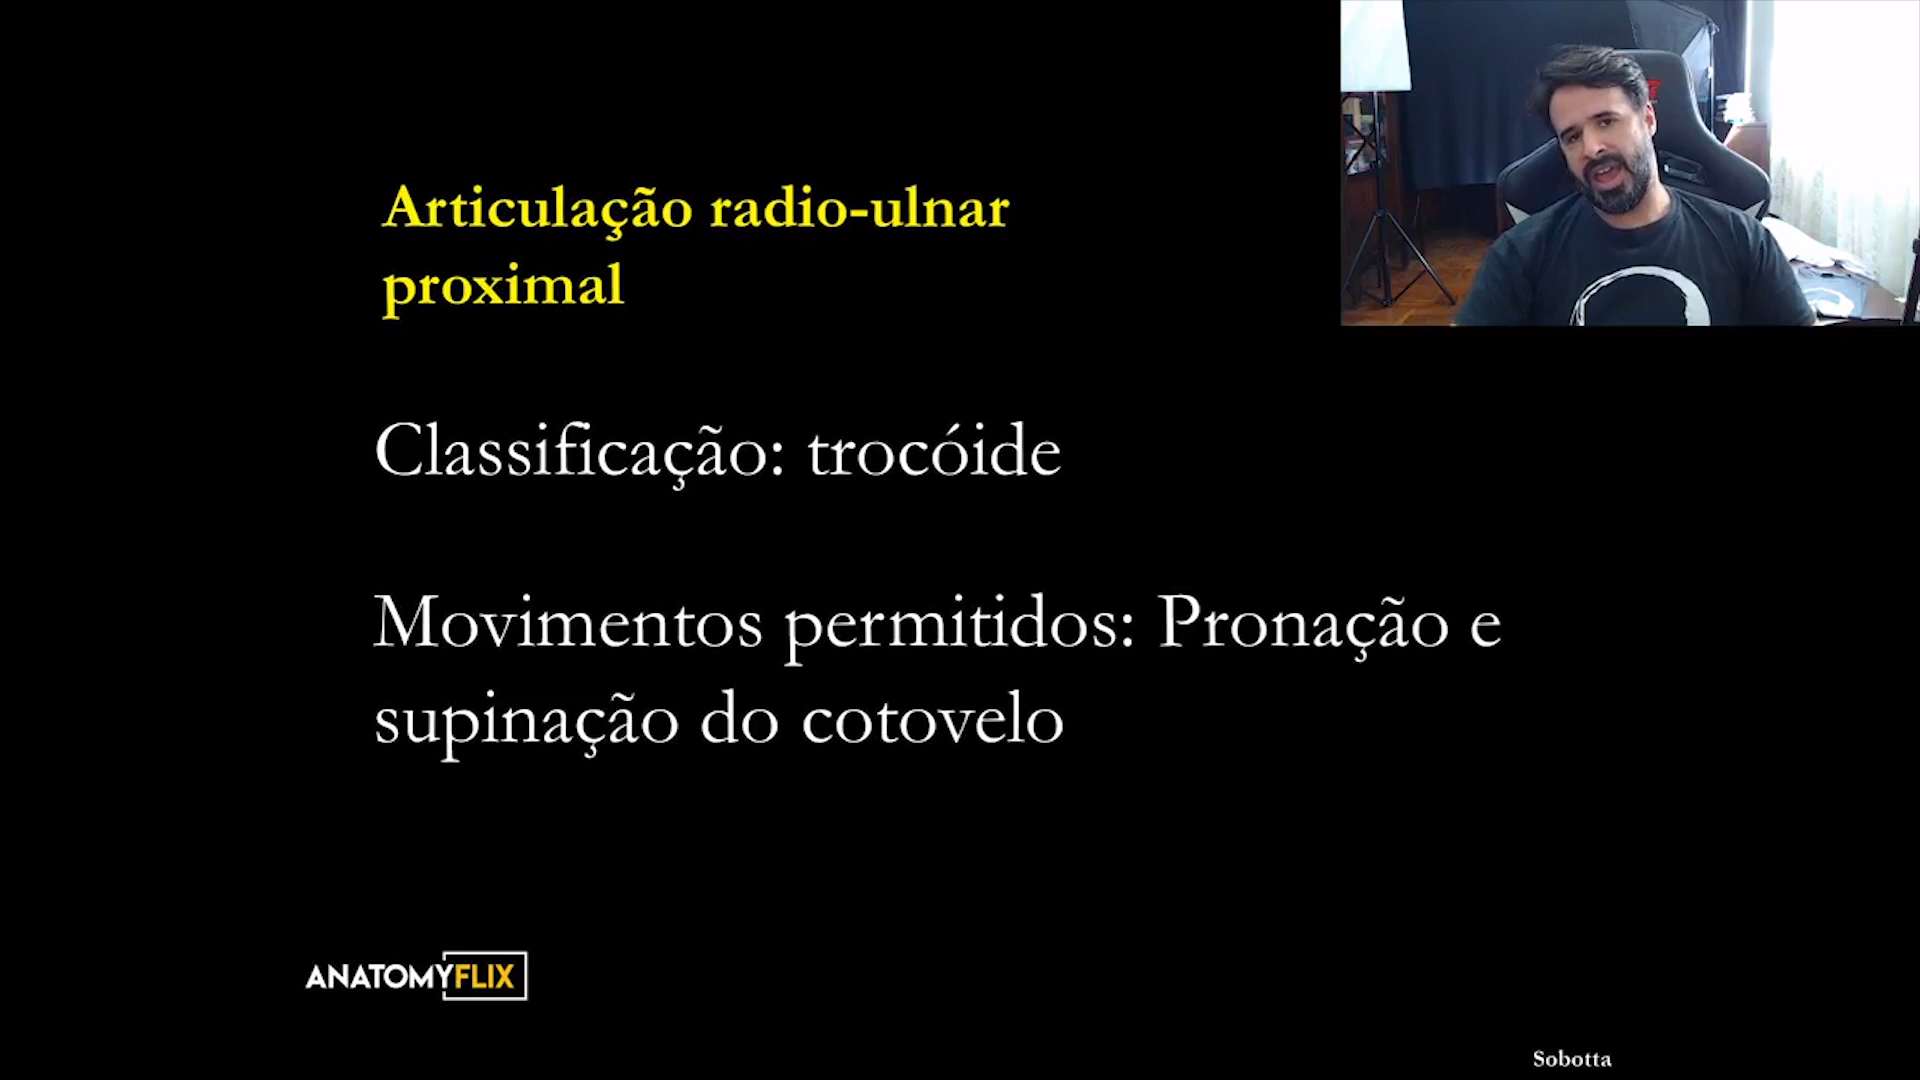 Articulação radio-ulnar
proximal
Classificação: trocóide
Movimentos permitidos: Pronação e
supinação do cotovelo
ANATOMYFLIX
Sobotta